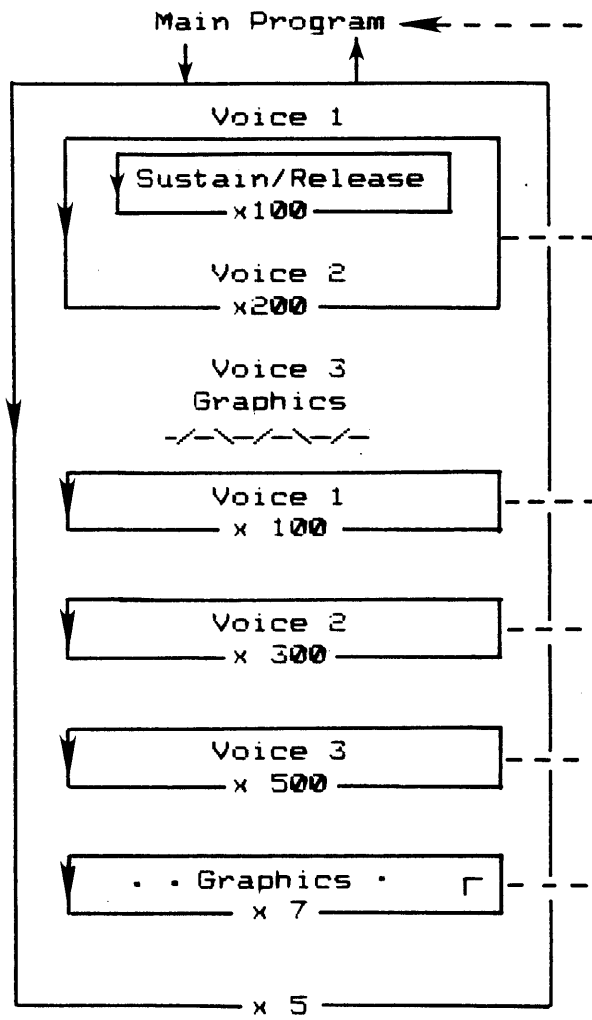 Main Program
Voice 1
Sustain/Release
x100
Voice 2
x200
Voice 3
Graphics
Voice 1
x 100
Voice 2
x 300
Voice 3
x 500
Graphics
x 7
x 5